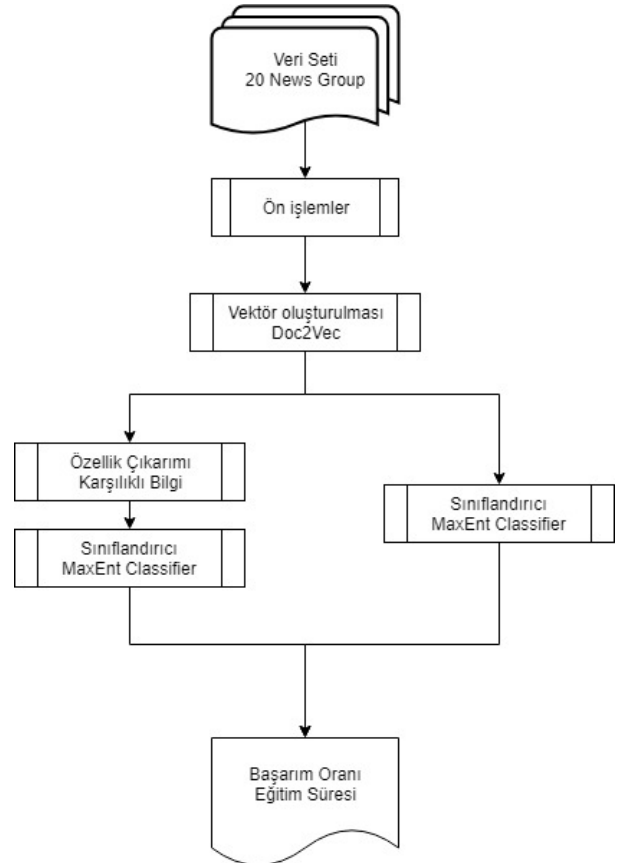 Veri Seti
20 News Group
Ön işlemler
Vektör oluşturulması
Doc2Vec
Özellik Çıkarımı
Karşılıklı Bilgi
Sınıflandırıcı
MaxEnt Classifier
Sınıflandırıcı
MaxEnt Classifier
Başarım Oranı
Eğitim Süresi